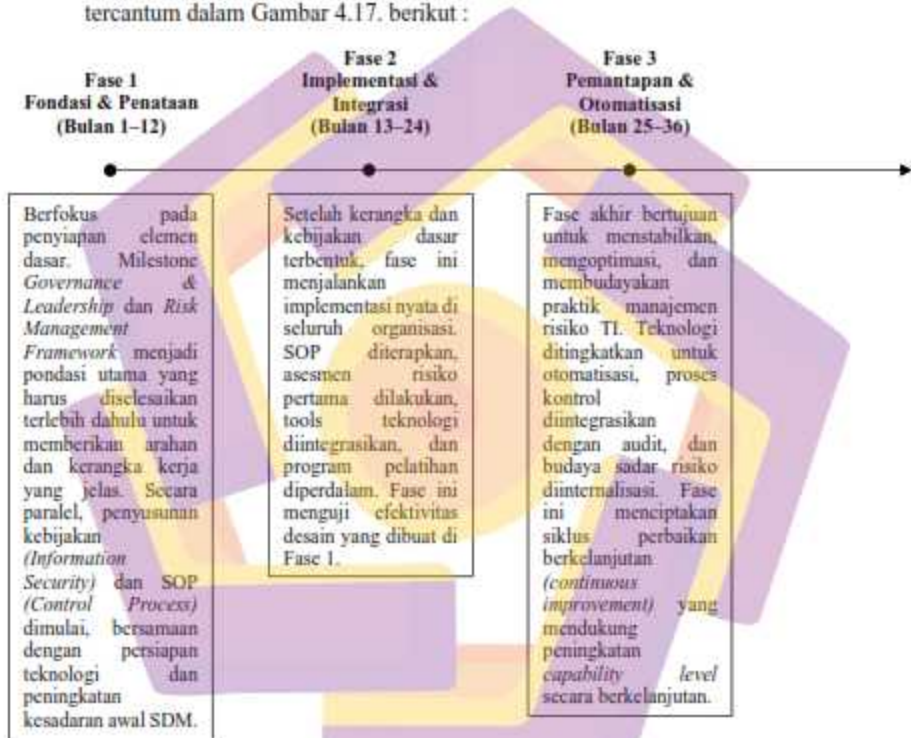 tercantum dalam Gambar 4.17. berikut :
Fase 1
Fondasi & Penataan
(Bulan 1–12)
Fase 2
Implementasi &
Integrasi
(Bulan 13–24)
Fase 3
Pemantapan &
Otomatisasi
(Bulan 25–36)
Berfokus pada
penyiapan elemen
dasar. Milestone
Governance &
Leadership dan Risk
Management
Framework menjadi
pondasi utama yang
harus diselesaikan
terlebih dahulu untuk
memberikan arahan
dan kerangka kerja
yang jelas. Secara
paralel, penyusunan
kebijakan
(Information
Security) dan SOP
(Control Process)
dimulai, bersamaan
dengan persiapan
teknologi dan
peningkatan
kesadaran awal SDM.
Setelah kerangka dan
kebijakan dasar
terbentuk, fase ini
menjalankan
implementasi nyata di
seluruh organisasi.
SOP diterapkan,
asesmen risiko
pertama dilakukan,
tools teknologi
diintegrasikan, dan
program pelatihan
diperdalam. Fase ini
menguji efektivitas
desain yang dibuat di
Fase 1.
Fase akhir bertujuan
untuk menstabilkan,
mengoptimasi, dan
membudayakan
praktik manajemen
risiko TI. Teknologi
ditingkatkan untuk
otomatisasi, proses
kontrol
diintegrasikan
dengan audit, dan
budaya sadar risiko
diinternalisasi. Fase
ini menciptakan
siklus perbaikan
berkelanjutan
(continuous
improvement) yang
mendukung
peningkatan
capability level
secara berkelanjutan.